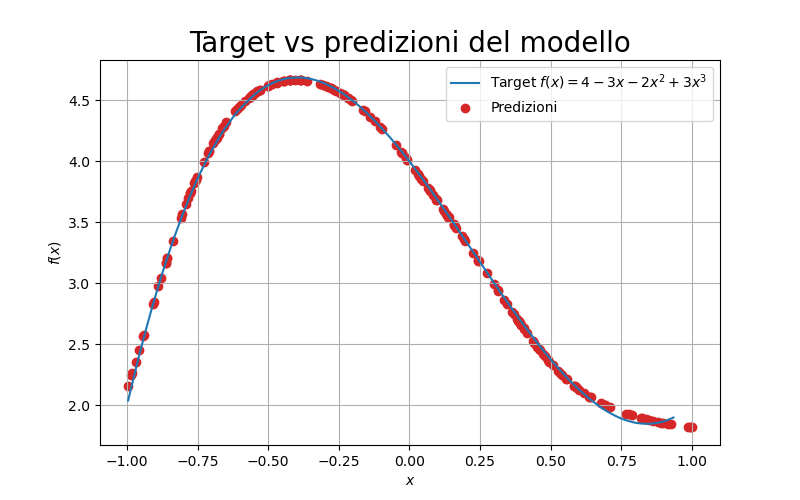 Target vs predizioni del modello
Target f(x) = 4 − 3x − 2x² + 3x³
Predizioni
f(x)
4.5
4.0
3.5
3.0
2.5
2.0
−1.00 −0.75 −0.50 −0.25 0.00 0.25 0.50 0.75 1.00
x